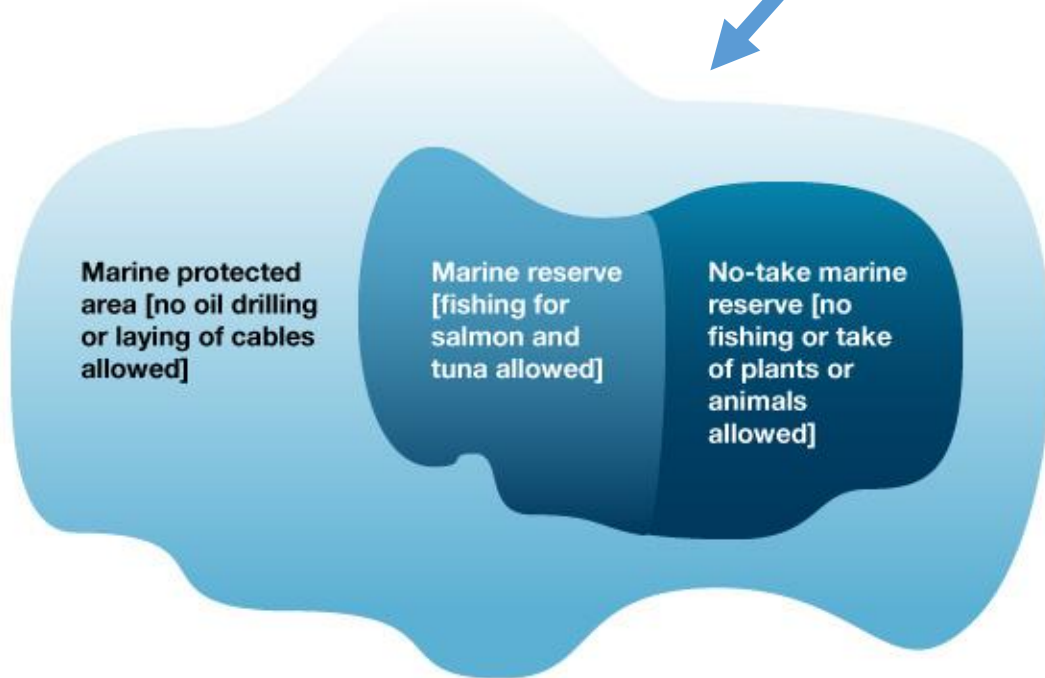 Marine protected
area [no oil drilling
or laying of cables
allowed]
Marine reserve
[fishing for
salmon and
tuna allowed]
No-take marine
reserve [no
fishing or take
of plants or
animals
allowed]